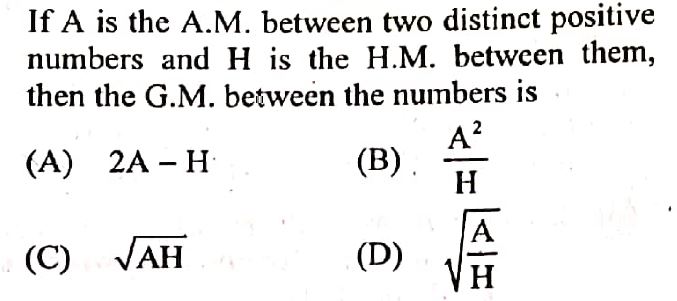 If A is the A.M. between two distinct positive
numbers and H is the H.M. between them,
then the G.M. between the numbers is
(A) 2A – H (B) A²/H
(C) √AH (D) √A/H